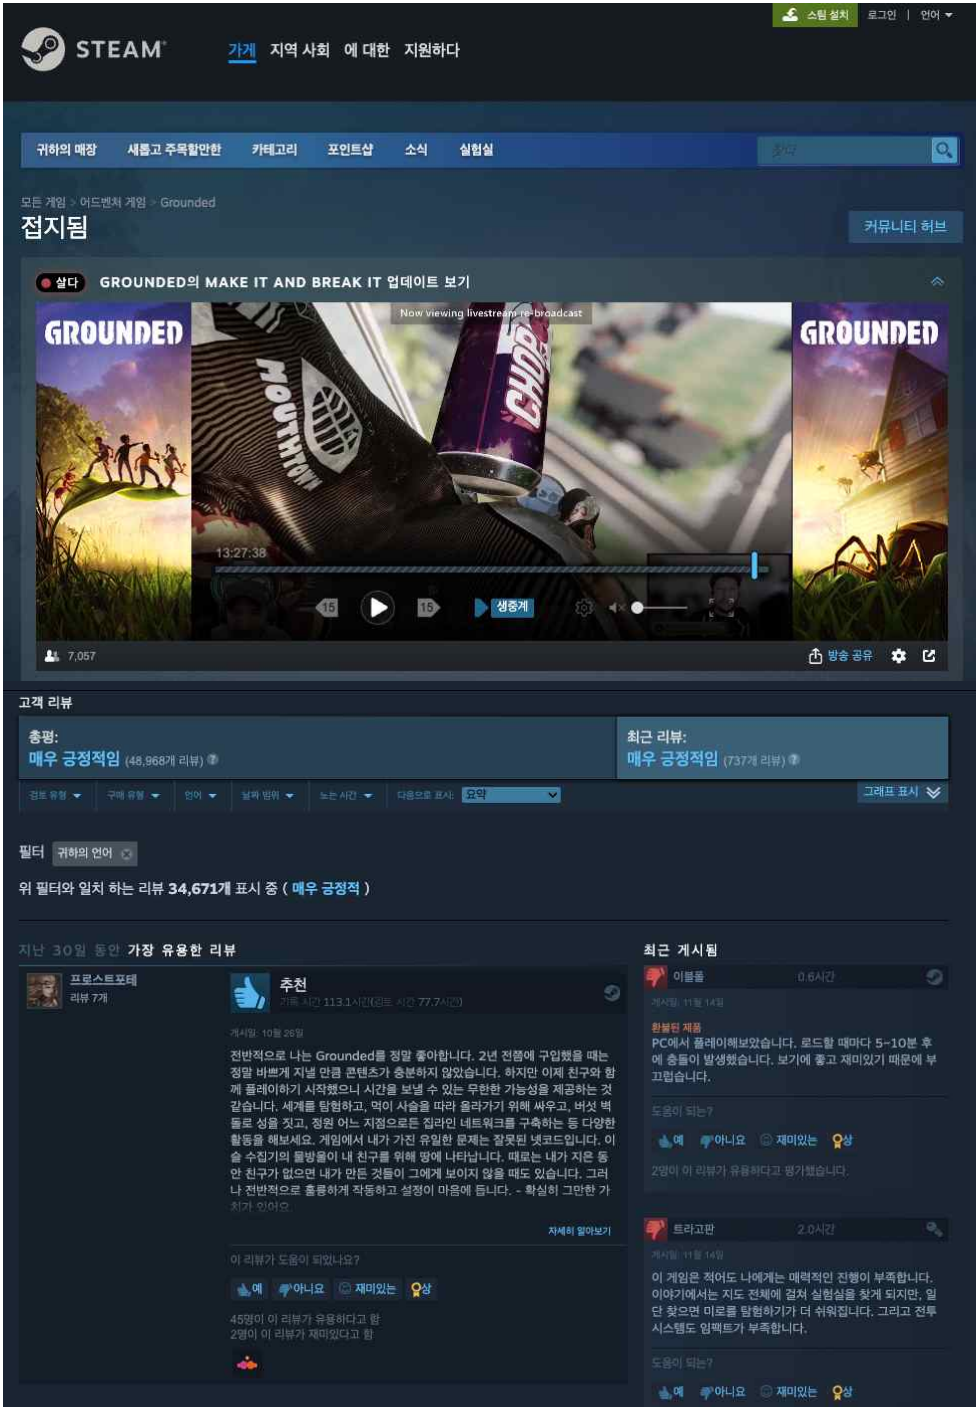 스팀 설치 로그인 | 언어
STEAM 가게 지역 사회 에 대한 지원하다
귀하의 매장 새롭고 주목할만한 카테고리 포인트샵 소식 실험실 찾다
모든 게임 > 어드벤처 게임 > Grounded
접지됨
커뮤니티 허브
살다 GROUNDED의 MAKE IT AND BREAK IT 업데이트 보기
Now viewing livestream re-broadcast
GROUNDED
GROUNDED
CHOP
MOUTHION
13:27:38
15 15 생중계
7,057 방송 공유
고객 리뷰
총평:
매우 긍정적임 (48,968개 리뷰)
최근 리뷰:
매우 긍정적임 (737개 리뷰)
검토 유형 구매 유형 언어 날짜 범위 노는 시간 다음으로 표시: 요약 그래프 표시
필터 귀하의 언어
위 필터와 일치 하는 리뷰 34,671개 표시 중 ( 매우 긍정적 )
지난 30일 동안 가장 유용한 리뷰
프로스트포테
리뷰 7개
추천
기록 시간 113.1시간(검토 시간 77.7시간)
게시일: 10월 26일
전반적으로 나는 Grounded를 정말 좋아합니다. 2년 전쯤에 구입했을 때는
정말 바쁘게 지낼 만큼 콘텐츠가 충분하지 않았습니다. 하지만 이제 친구와 함
께 플레이하기 시작했으니 시간을 보낼 수 있는 무한한 가능성을 제공하는 것
같습니다. 세계를 탐험하고, 먹이 사슬을 따라 올라가기 위해 싸우고, 버섯 벽
돌로 성을 짓고, 정원 어느 지점으로든 집라인 네트워크를 구축하는 등 다양한
활동을 해보세요. 게임에서 내가 가진 유일한 문제는 잘못된 넷코드입니다. 이
슬 수집기의 물방울이 내 친구를 위해 땅에 나타납니다. 때로는 내가 지은 동
안 친구가 없으면 내가 만든 것들이 그에게 보이지 않을 때도 있습니다. 그러
나 전반적으로 훌륭하게 작동하고 설정이 마음에 듭니다. - 확실히 그만한 가
치가 있어요
자세히 알아보기
이 리뷰가 도움이 되었나요?
예 아니요 재미있는 상
45명이 이 리뷰가 유용하다고 함
2명이 이 리뷰가 재미있다고 함
최근 게시됨
이블폴 0.6시간
게시일: 11월 14일
환불된 제품
PC에서 플레이해보았습니다. 로드할 때마다 5~10분 후
에 충돌이 발생했습니다. 보기에 좋고 재미있기 때문에 부
끄럽습니다.
도움이 되는?
예 아니요 재미있는 상
2명이 이 리뷰가 유용하다고 평가했습니다.
트라고판 2.0시간
게시일: 11월 14일
이 게임은 적어도 나에게는 매력적인 진행이 부족합니다.
이야기에서는 지도 전체에 걸쳐 실험실을 찾게 되지만, 일
단 찾으면 미로를 탐험하기가 더 쉬워집니다. 그리고 전투
시스템도 임팩트가 부족합니다.
도움이 되는?
예 아니요 재미있는 상